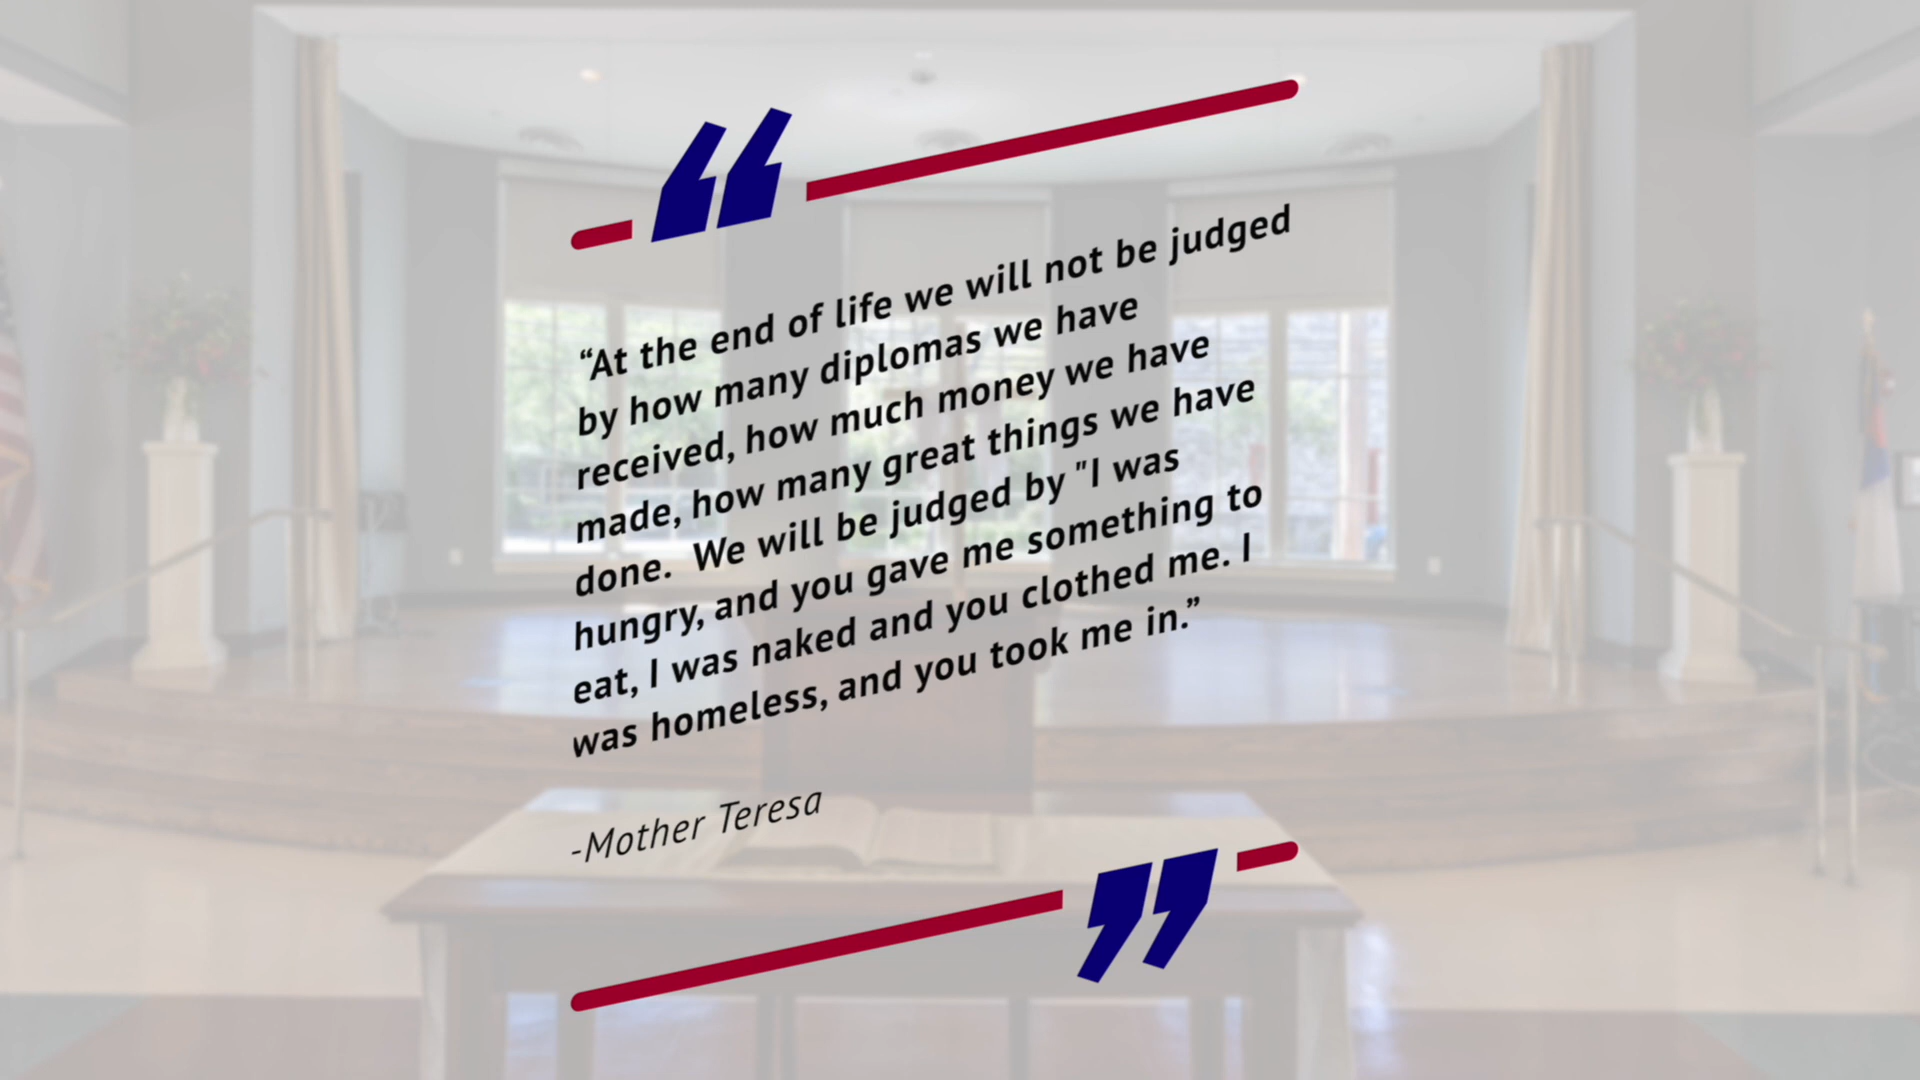 “At the end of life we will not be judged
by how many diplomas we have
received, how much money we have
made, how many great things we have
done.  We will be judged by "I was
hungry, and you gave me something to
eat, I was naked and you clothed me. I
was homeless, and you took me in.”
-Mother Teresa